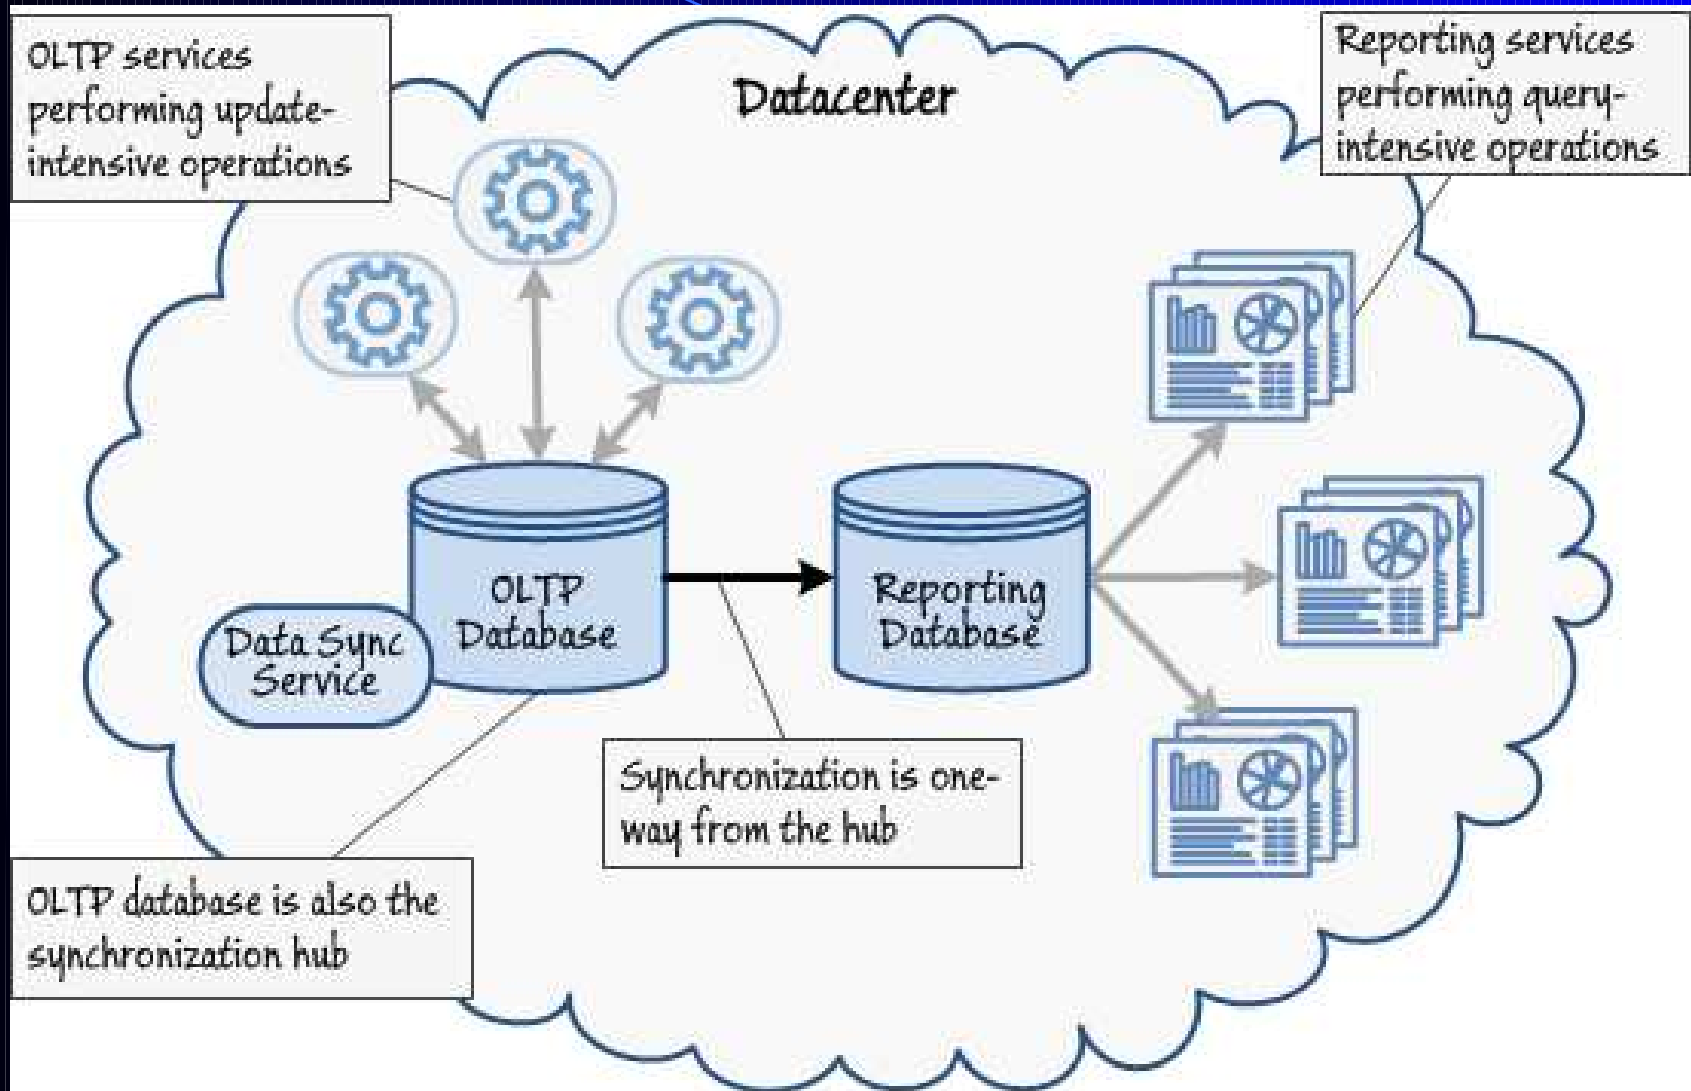 OLTP services
performing update-
intensive operations
Datacenter
Reporting services
performing query-
intensive operations
OLTP
Database
Reporting
Database
Data Sync
Service
Synchronization is one-
way from the hub
OLTP database is also the
synchronization hub